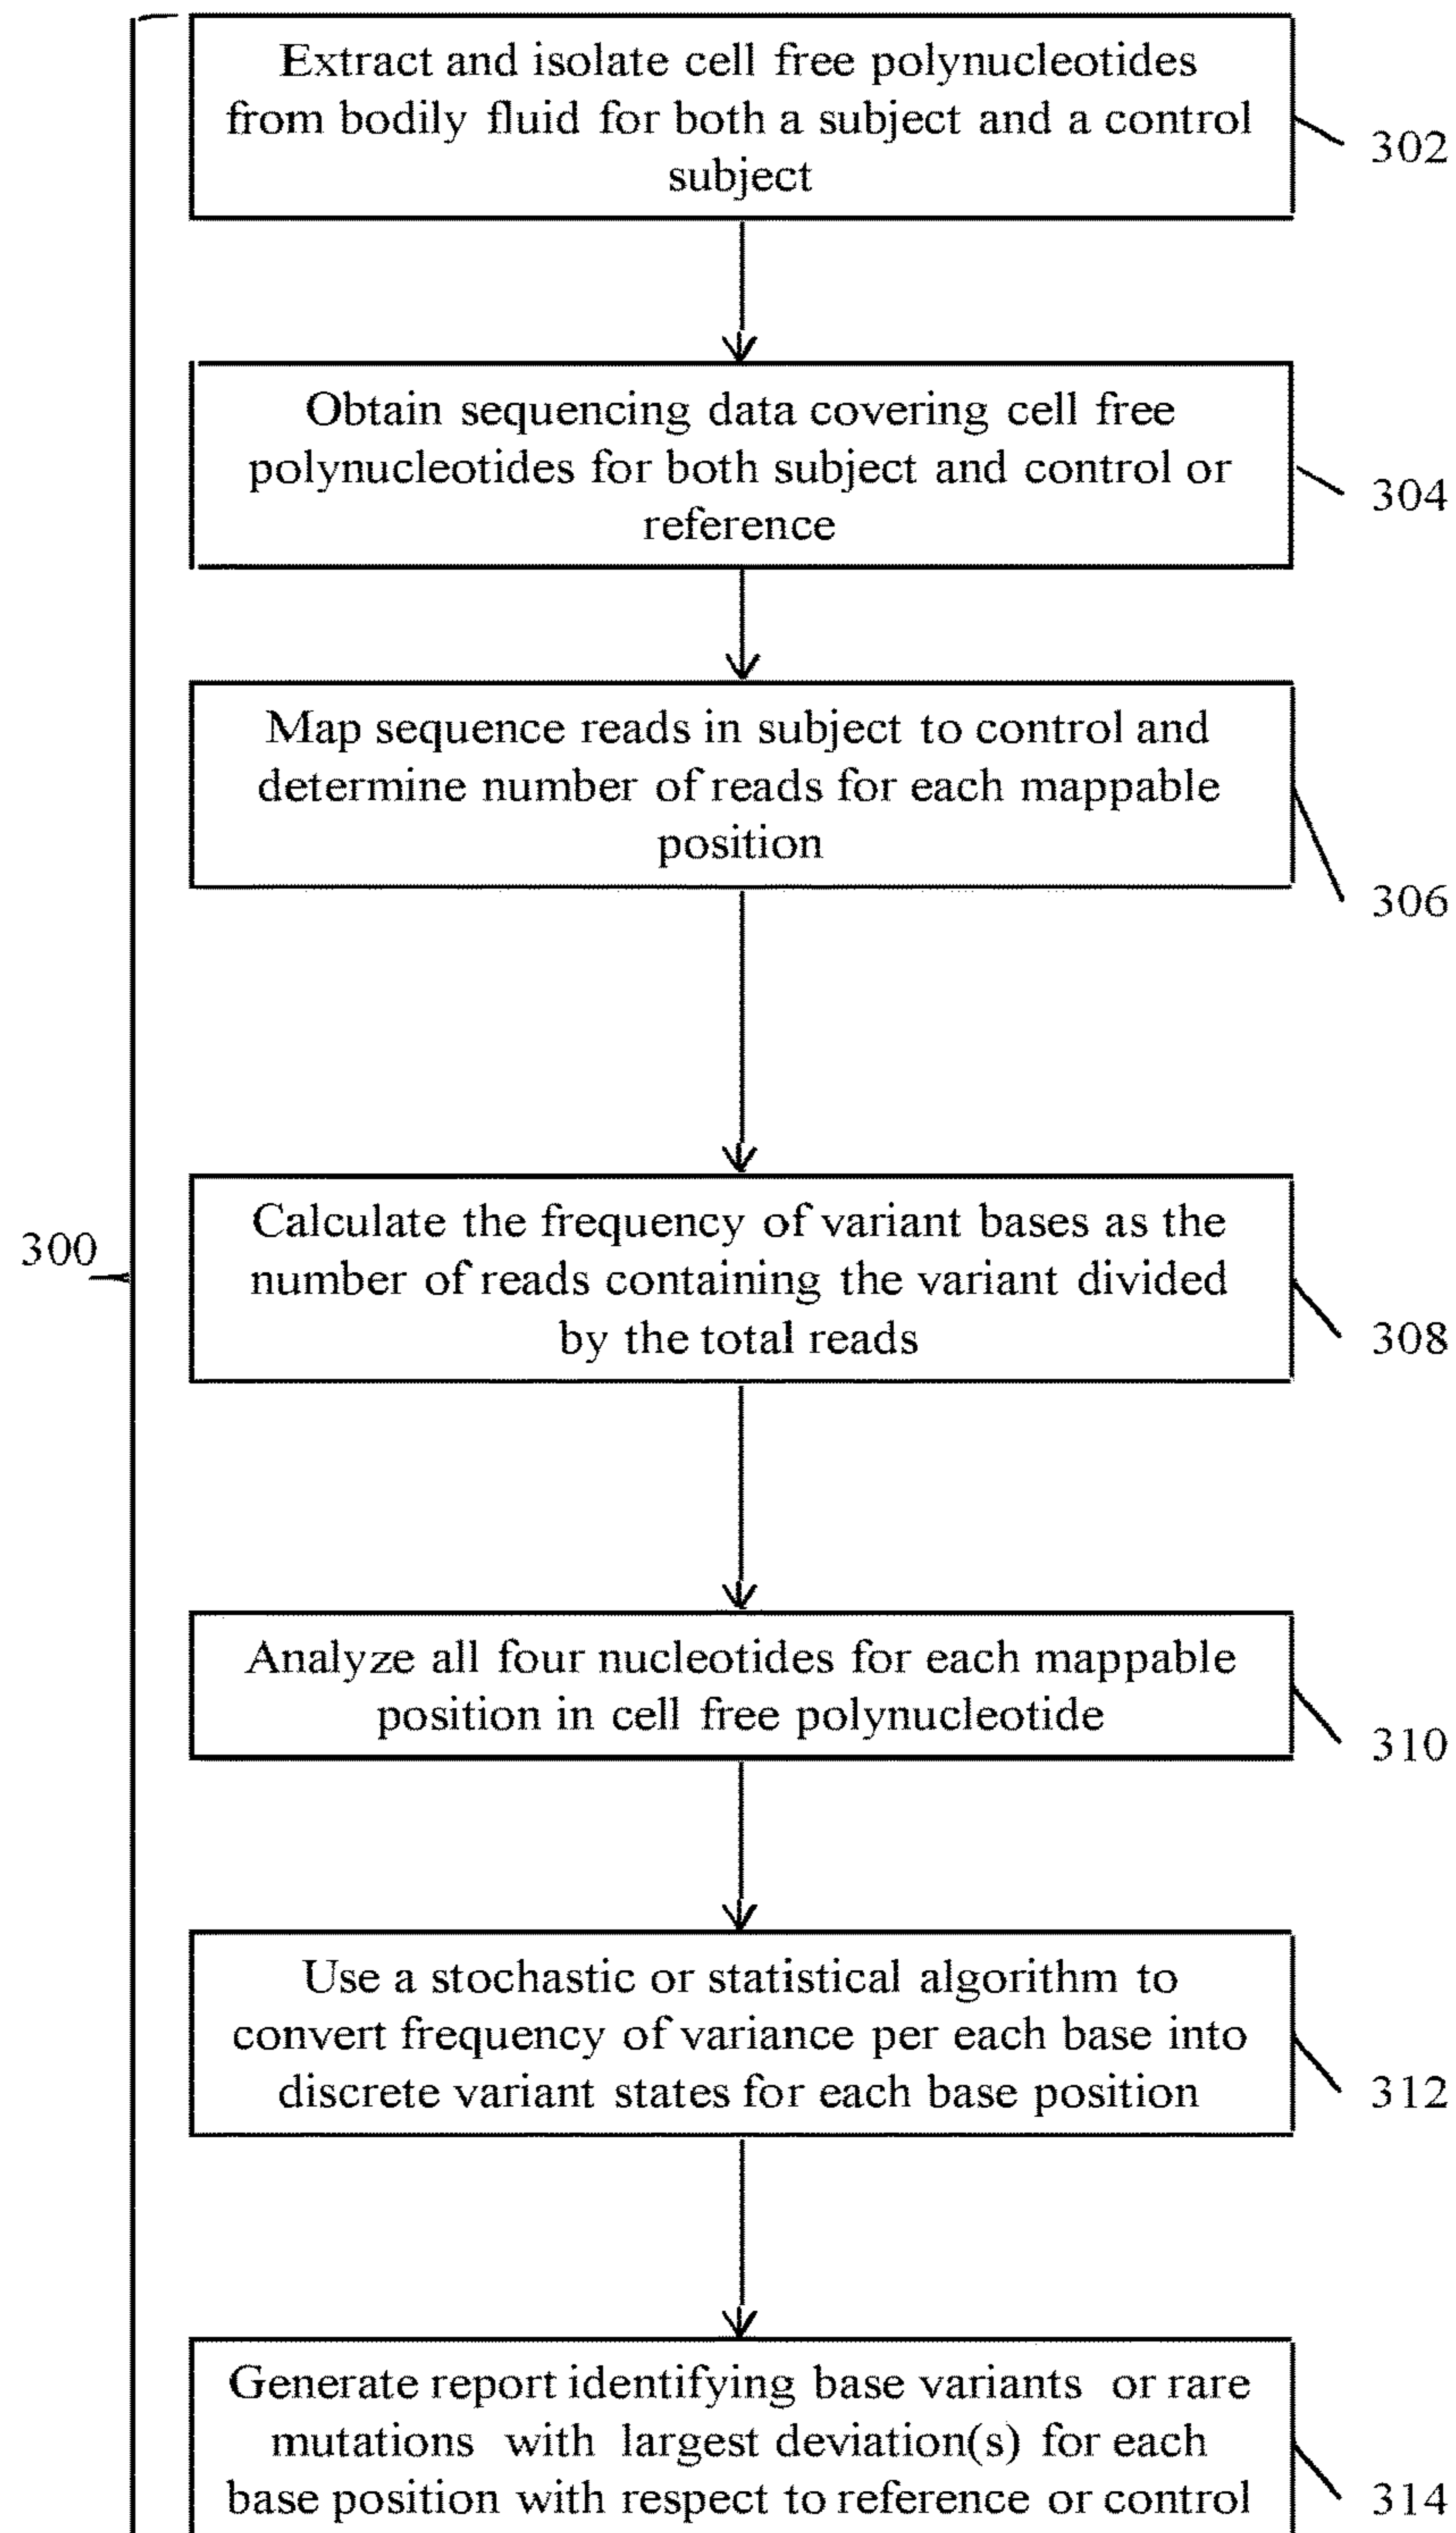 Extract and isolate cell free polynucleotides
from bodily fluid for both a subject and a control
subject
302
Obtain sequencing data covering cell free
polynucleotides for both subject and control or
reference
304
Map sequence reads in subject to control and
determine number of reads for each mappable
position
306
300
Calculate the frequency of variant bases as the
number of reads containing the variant divided
by the total reads
308
Analyze all four nucleotides for each mappable
position in cell free polynucleotide
310
Use a stochastic or statistical algorithm to
convert frequency of variance per each base into
discrete variant states for each base position
312
Generate report identifying base variants or rare
mutations with largest deviation(s) for each
base position with respect to reference or control
314